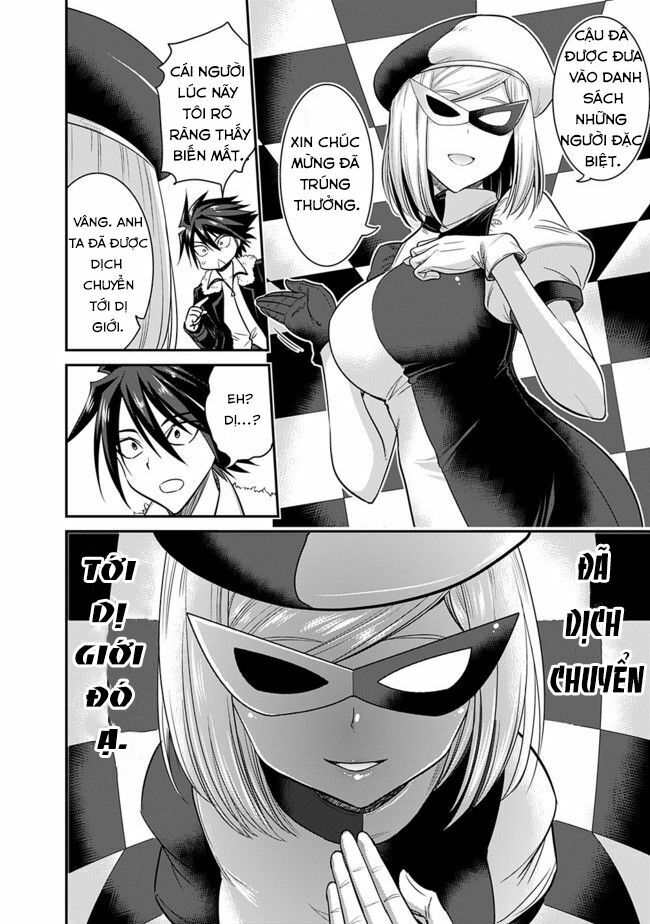 CẬU ĐÃ
ĐƯỢC ĐƯA
VÀO DANH
SÁCH
NHỮNG
NGƯỜI ĐẶC
BIỆT.
XIN CHÚC
MỪNG ĐÃ
TRÚNG
THƯỞNG.
CÁI NGƯỜI
LÚC NÃY
TÔI RÕ
RÀNG THẤY
BIẾN MẤT..
VÂNG. ANH
TA ĐÃ ĐƯỢC
DỊCH
CHUYỂN
TỚI DỊ
GIỚI.
EH?
DỊ...?
ĐÃ
DỊCH
CHUYỂN
TỚI
DỊ
GIỚI
ĐÓ
Ạ.